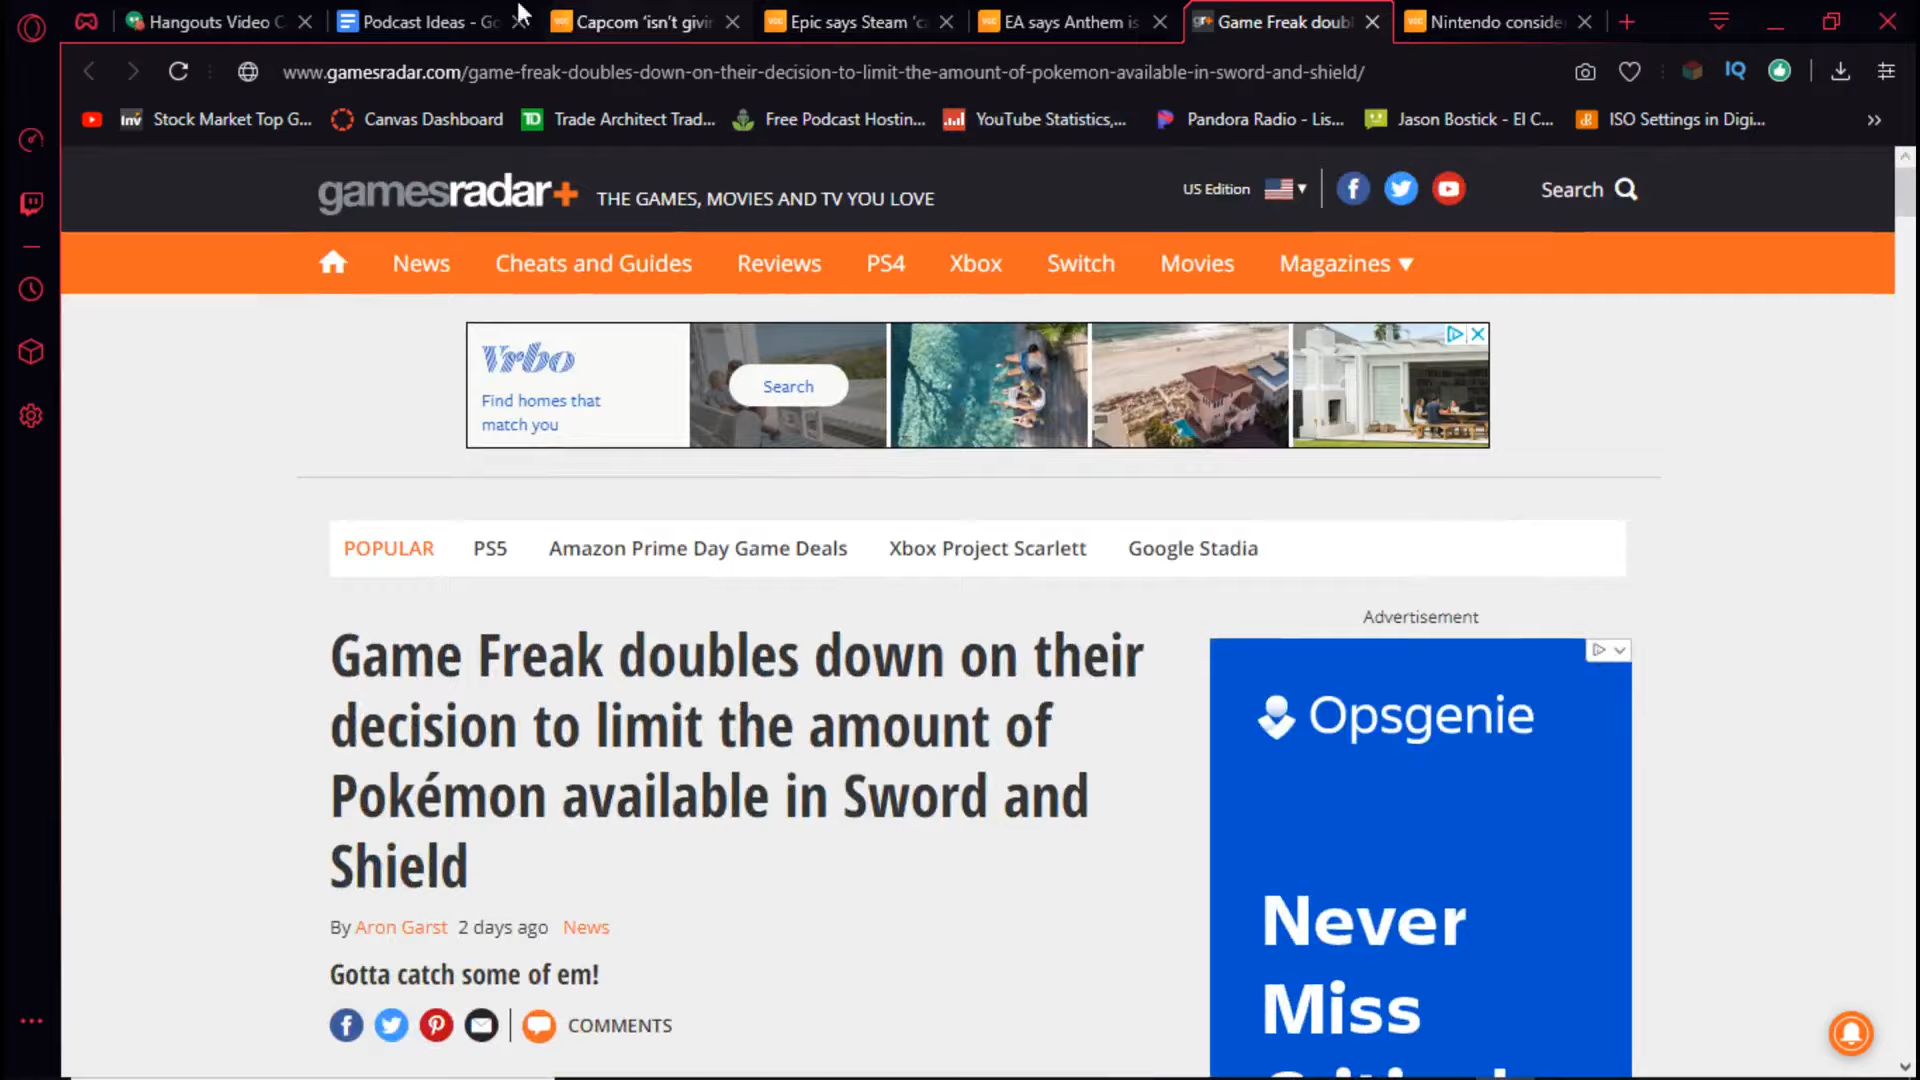 Hangouts Video C
Podcast Ideas - Go
Capcom 'isn't givin
Epic says Steam 'ca
EA says Anthem is
Game Freak doubl
Nintendo conside
www.gamesradar.com/game-freak-doubles-down-on-their-decision-to-limit-the-amount-of-pokemon-available-in-sword-and-shield/
IQ
Inv Stock Market Top G...
Canvas Dashboard
TD Trade Architect Trad...
Free Podcast Hostin...
YouTube Statistics,...
Pandora Radio - Lis...
Jason Bostick - El C...
ISO Settings in Digi...
gamesradar+ THE GAMES, MOVIES AND TV YOU LOVE
US Edition
Search
News Cheats and Guides Reviews PS4 Xbox Switch Movies Magazines
Vrbo
Find homes that
match you
Search
POPULAR PS5 Amazon Prime Day Game Deals Xbox Project Scarlett Google Stadia
Advertisement
Game Freak doubles down on their
decision to limit the amount of
Pokémon available in Sword and
Shield
By Aron Garst 2 days ago News
Gotta catch some of em!
COMMENTS
Opsgenie
Never
Miss